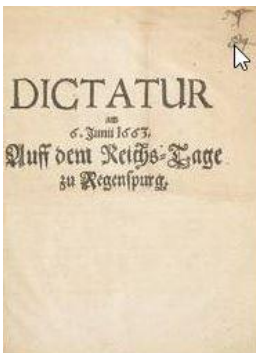 DICTATUR
am
6. Junii 1663.
Auff dem Reichs-Tage
zu Regenspurg.